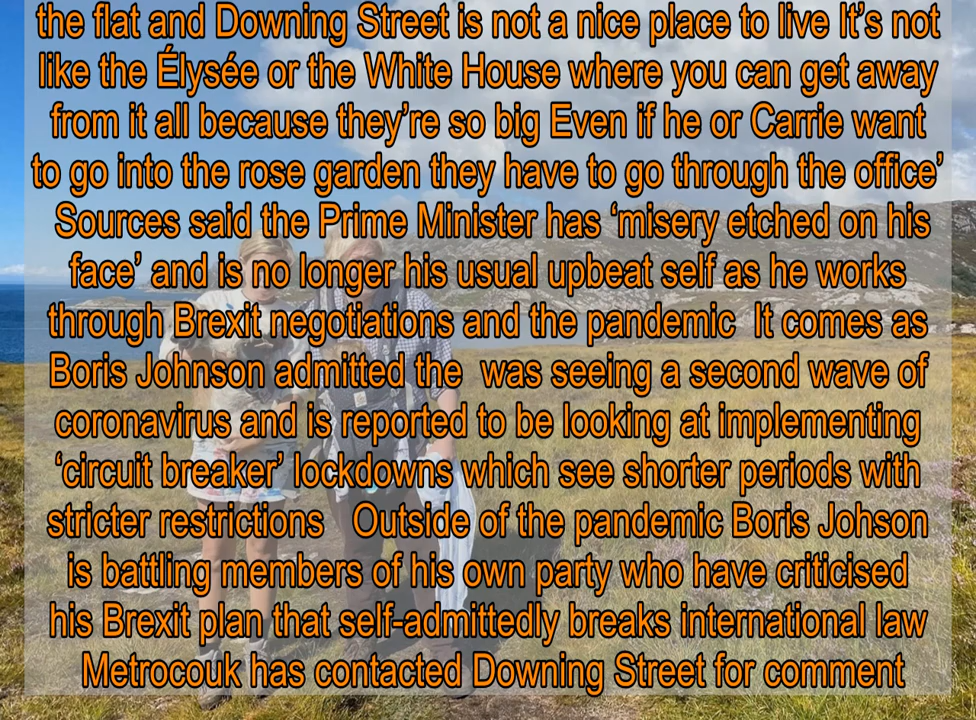 the flat and Downing Street is not a nice place to live It’s not
like the Élysée or the White House where you can get away
from it all because they’re so big Even if he or Carrie want
to go into the rose garden they have to go through the office’
Sources said the Prime Minister has ‘misery etched on his
face’ and is no longer his usual upbeat self as he works
through Brexit negotiations and the pandemic It comes as
Boris Johnson admitted the was seeing a second wave of
coronavirus and is reported to be looking at implementing
‘circuit breaker’ lockdowns which see shorter periods with
stricter restrictions Outside of the pandemic Boris Johson
is battling members of his own party who have criticised
his Brexit plan that self-admittedly breaks international law
Metrocouk has contacted Downing Street for comment